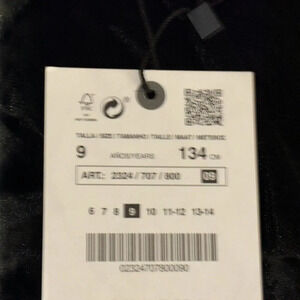 FSC
TALLA / SIZE / TAMANHO / TAILLE / MAAT /
9 AÑOS/YEARS 134 CM
ART.: 2324 / 707 / 800 09
6 7 8 9 10 11-12 13-14
02324707800090